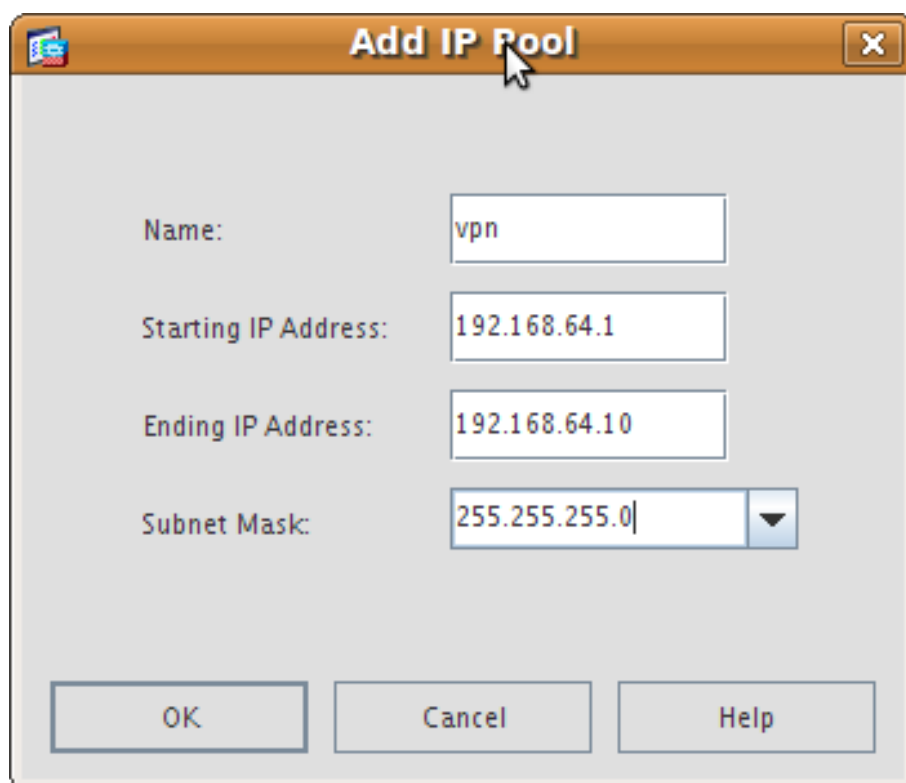 Add IP Pool
Name: vpn
Starting IP Address: 192.168.64.1
Ending IP Address: 192.168.64.10
Subnet Mask: 255.255.255.0
OK Cancel Help